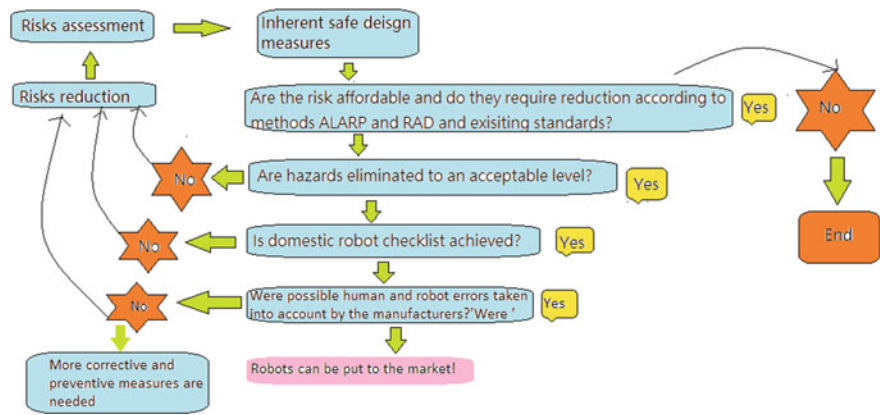 Risks assessment
Inherent safe deisgn
measures
Risks reduction
Are the risk affordable and do they require reduction according to
methods ALARP and RAD and exisiting standards?
Yes
No
No
Are hazards eliminated to an acceptable level?
Yes
End
No
Is domestic robot checklist achieved?
Yes
No
Were possible human and robot errors taken
into account by the manufacturers?'Were '
Yes
More corrective and
preventive measures are
needed
Robots can be put to the market!